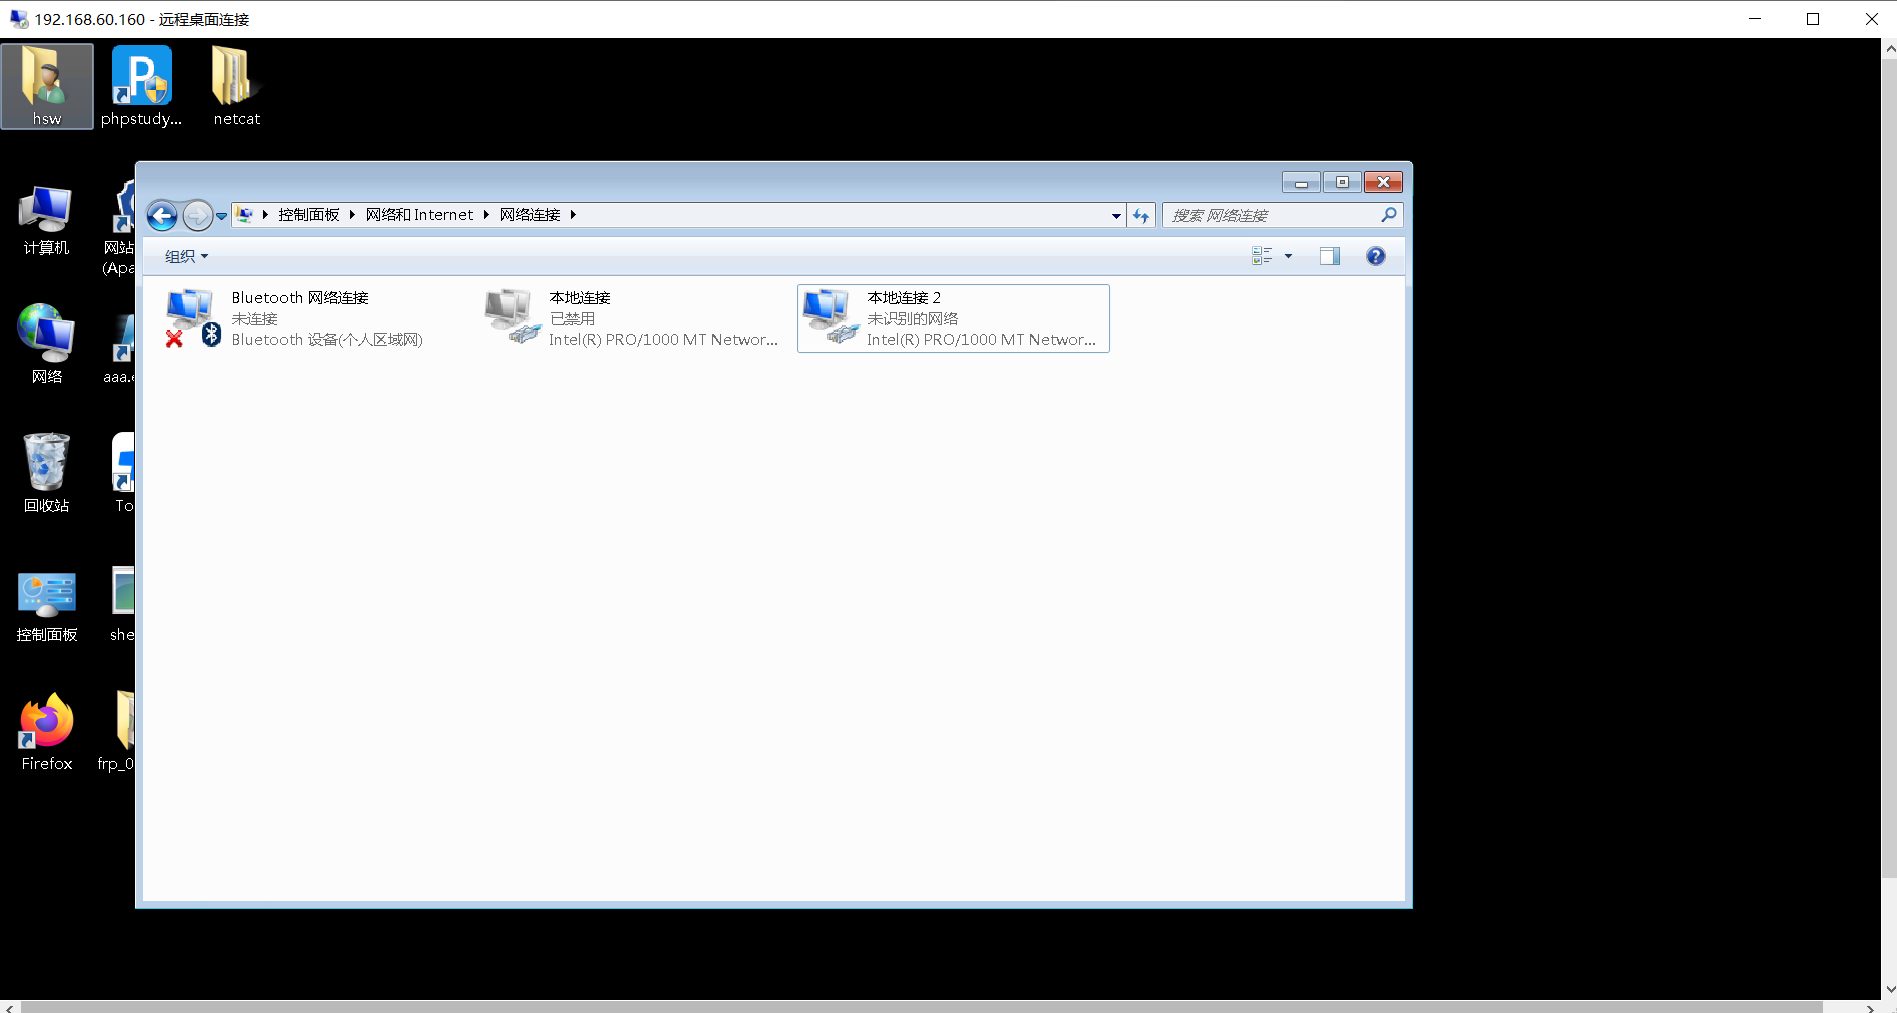 192.168.60.160 - 远程桌面连接
hsw
phpstudy...
netcat
计算机
网站
(Apa
网络
aaa.e
回收站
To
控制面板
she
Firefox
frp_0
控制面板 网络和 Internet 网络连接
搜索 网络连接
组织
Bluetooth 网络连接
未连接
Bluetooth 设备(个人区域网)
本地连接
已禁用
Intel(R) PRO/1000 MT Networ...
本地连接 2
未识别的网络
Intel(R) PRO/1000 MT Networ...